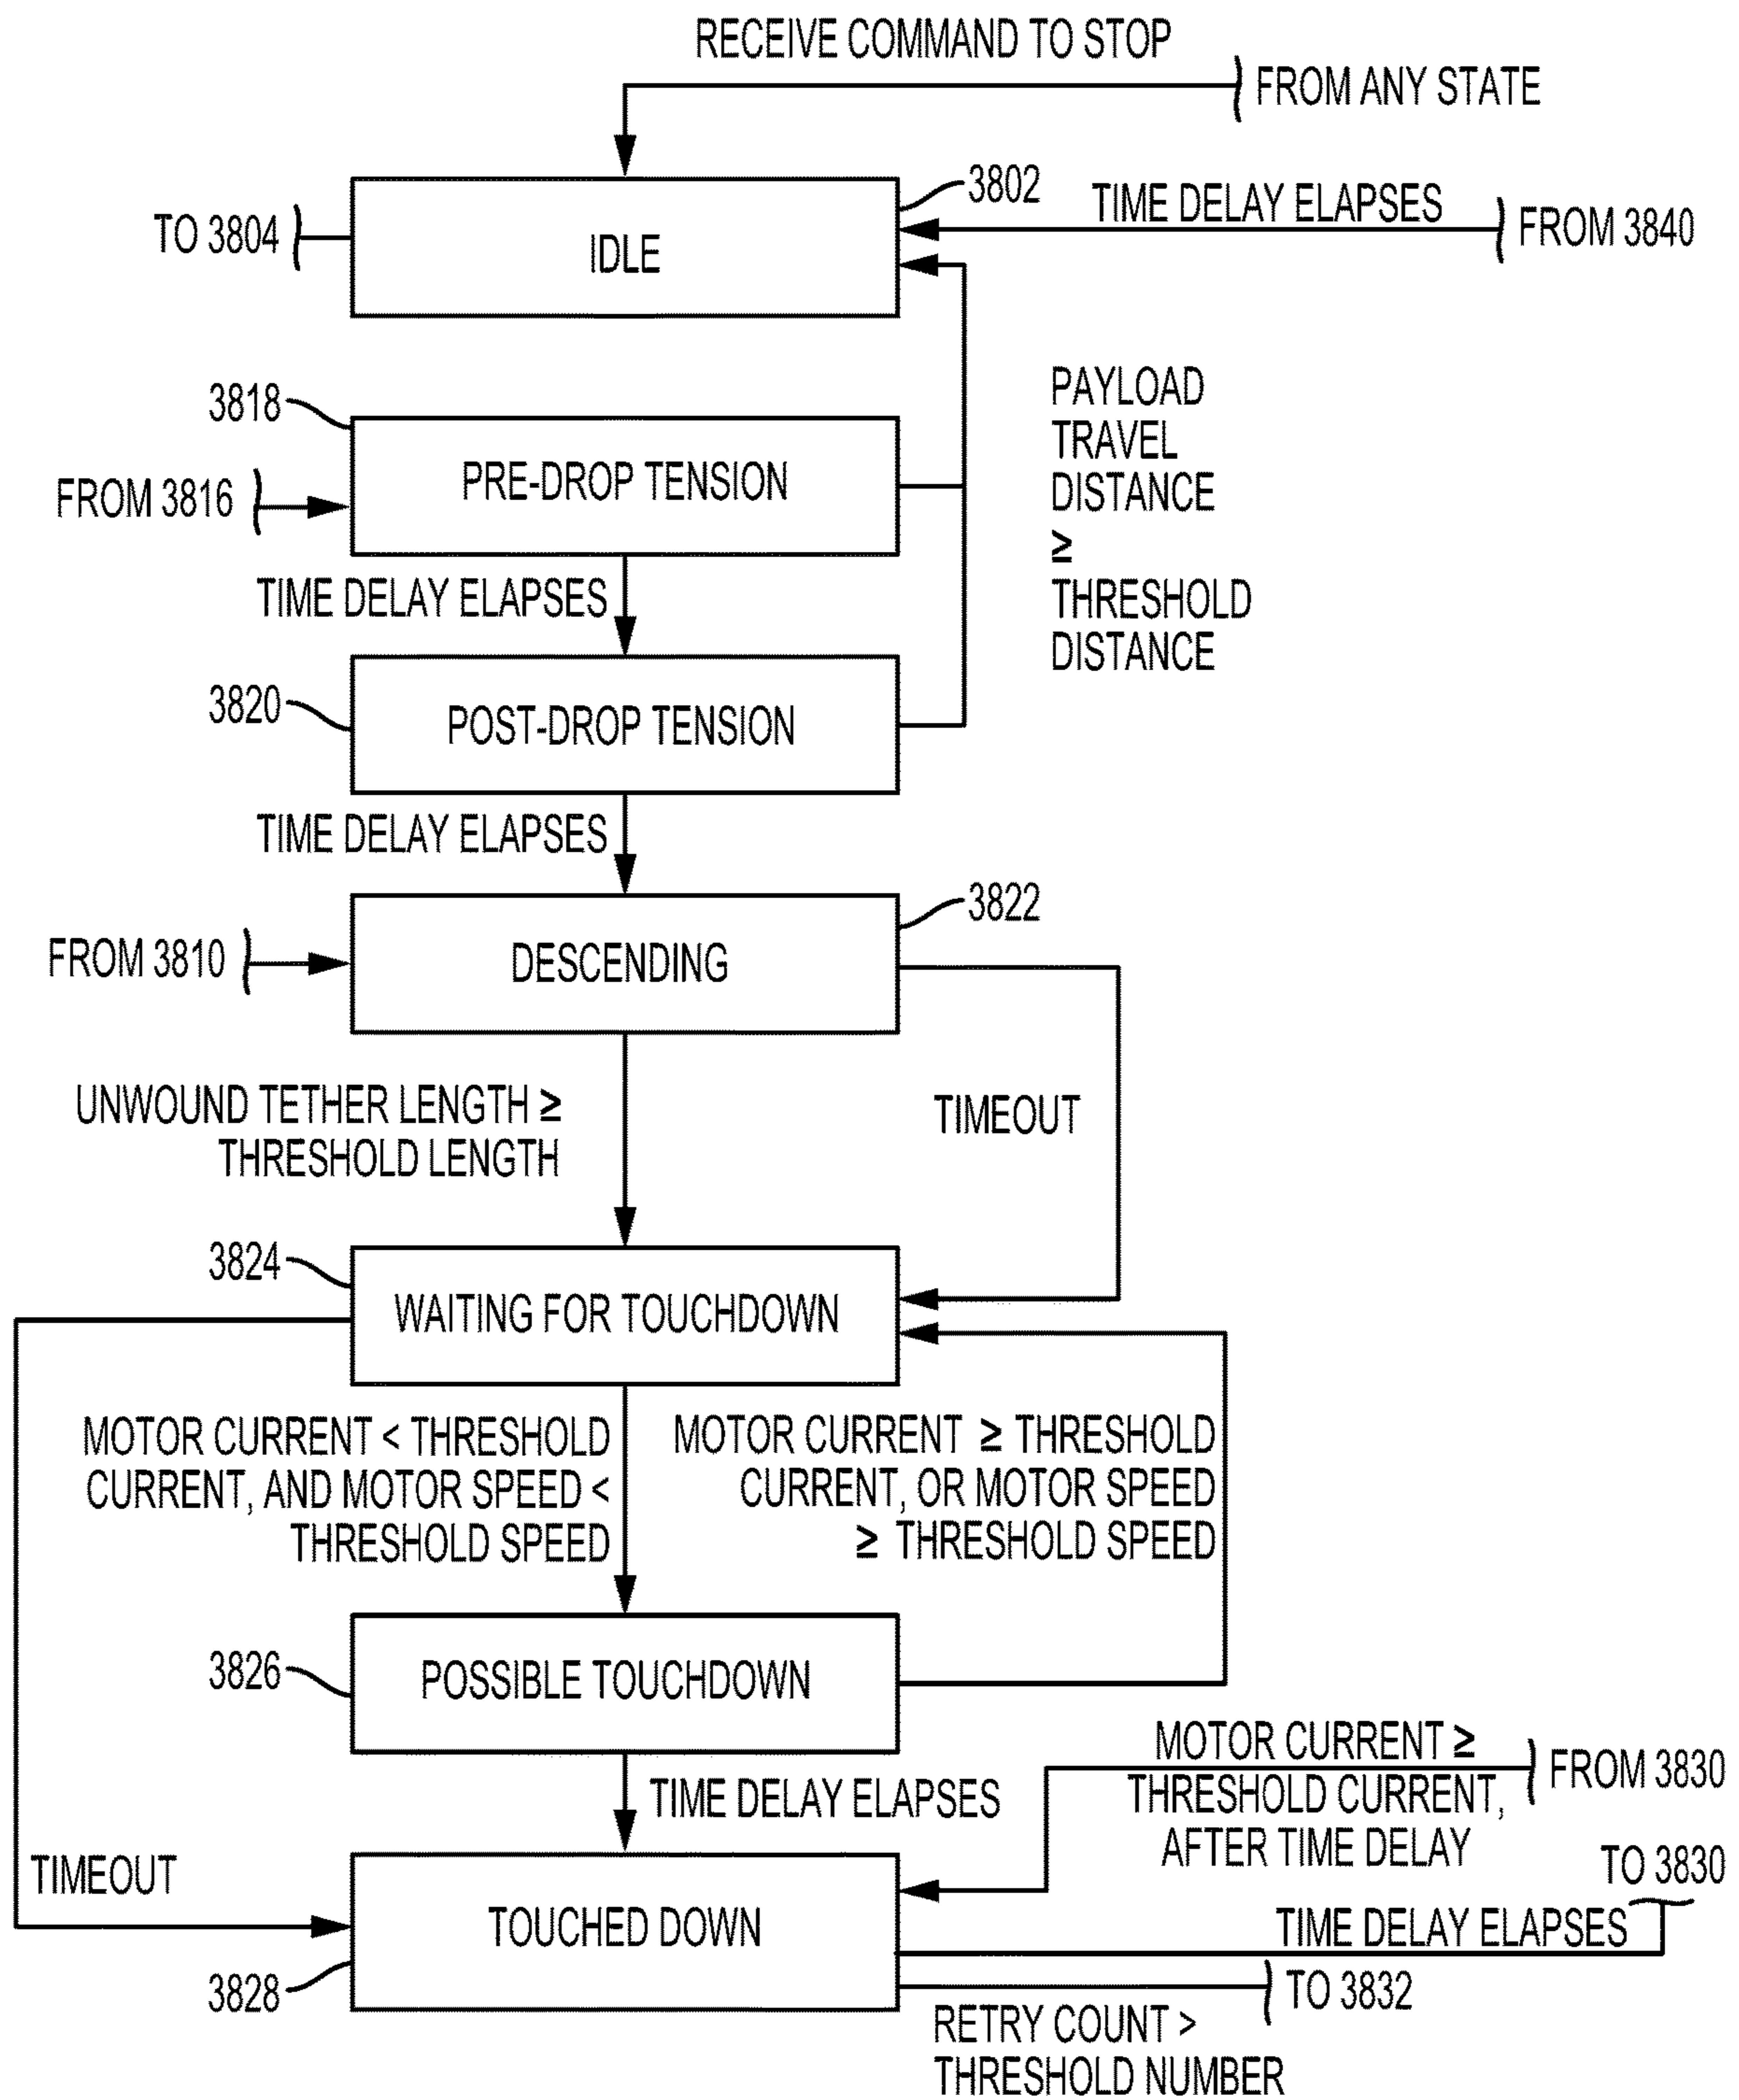 RECEIVE COMMAND TO STOP
FROM ANY STATE
3802
TIME DELAY ELAPSES
FROM 3840
TO 3804
IDLE
PAYLOAD
TRAVEL
DISTANCE
≥
THRESHOLD
DISTANCE
3818
PRE-DROP TENSION
FROM 3816
TIME DELAY ELAPSES
3820
POST-DROP TENSION
TIME DELAY ELAPSES
3822
FROM 3810
DESCENDING
UNWOUND TETHER LENGTH ≥
THRESHOLD LENGTH
TIMEOUT
3824
WAITING FOR TOUCHDOWN
MOTOR CURRENT < THRESHOLD
CURRENT, AND MOTOR SPEED <
THRESHOLD SPEED
MOTOR CURRENT ≥ THRESHOLD
CURRENT, OR MOTOR SPEED
≥ THRESHOLD SPEED
3826
POSSIBLE TOUCHDOWN
TIME DELAY ELAPSES
MOTOR CURRENT ≥
THRESHOLD CURRENT,
AFTER TIME DELAY
FROM 3830
TO 3830
TIMEOUT
TOUCHED DOWN
TIME DELAY ELAPSES
3828
TO 3832
RETRY COUNT >
THRESHOLD NUMBER